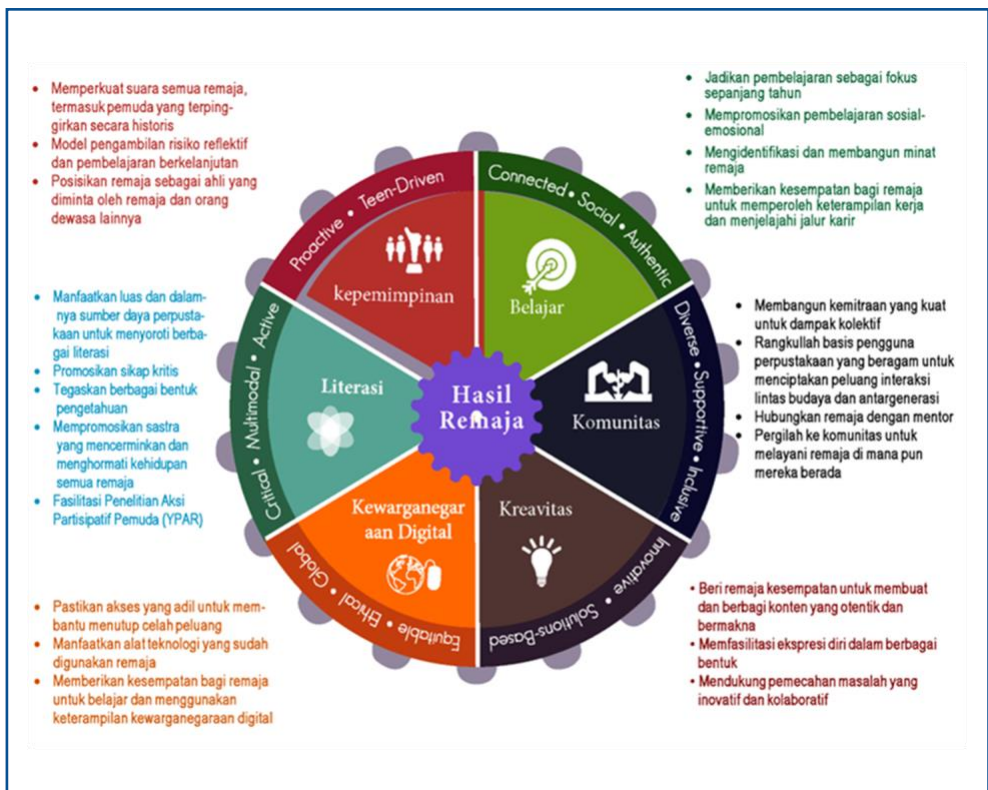 • Memperkuat suara semua remaja,
termasuk pemuda yang terping-
girkan secara historis
• Model pengambilan risiko reflektif
dan pembelajaran berkelanjutan
• Posisikan remaja sebagai ahli yang
diminta oleh remaja dan orang
dewasa lainnya
• Jadikan pembelajaran sebagai fokus
sepanjang tahun
• Mempromosikan pembelajaran sosial-
emosional
• Mengidentifikasi dan membangun minat
remaja
• Memberikan kesempatan bagi remaja
untuk memperoleh keterampilan kerja
dan menjelajahi jalur karir
Proactive • Teen-Driven
Connected • Social • Authentic
kepemimpinan
Belajar
• Manfaatkan luas dan dalam-
nya sumber daya perpusta-
kaan untuk menyoroti berba-
gai literasi
• Promosikan sikap kritis
• Tegaskan berbagai bentuk
pengetahuan
• Mempromosikan sastra
yang mencerminkan dan
menghormati kehidupan
semua remaja
• Fasilitasi Penelitian Aksi
Partisipatif Pemuda (YPAR)
Critical • Multimodal • Active
Literasi
Hasil
Remaja
Komunitas
Diverse • Supportive • Inclusive
• Membangun kemitraan yang kuat
untuk dampak kolektif
• Rangkullah basis pengguna
perpustakaan yang beragam untuk
menciptakan peluang interaksi
lintas budaya dan antargenerasi
• Hubungkan remaja dengan mentor
• Pergilah ke komunitas untuk
melayani remaja di mana pun
mereka berada
Kewarganegar
aan Digital
Kreavitas
Equitable • Ethical • Global
Innovative • Solutions-Based
• Pastikan akses yang adil untuk mem-
bantu menutup celah peluang
• Manfaatkan alat teknologi yang sudah
digunakan remaja
• Memberikan kesempatan bagi remaja
untuk belajar dan menggunakan
keterampilan kewarganegaraan digital
• Beri remaja kesempatan untuk membuat
dan berbagi konten yang otentik dan
bermakna
• Memfasilitasi ekspresi diri dalam berbagai
bentuk
• Mendukung pemecahan masalah yang
inovatif dan kolaboratif